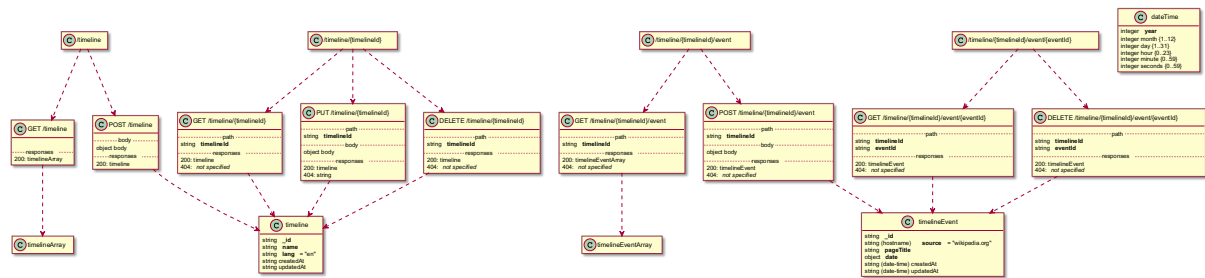 C /timeline
C /timeline/{timelineId}
C /timeline/{timelineId}/event
C /timeline/{timelineId}/event/{eventId}
C dateTime
integer year
integer month {1..12}
integer day {1..31}
integer hour {0..23}
integer minute {0..59}
integer seconds {0..59}
C GET /timeline
responses
200: timelineArray
C POST /timeline
body
object body
responses
200: timeline
C GET /timeline/{timelineId}
path
string timelineId
responses
200: timeline
404: not specified
C PUT /timeline/{timelineId}
path
string timelineId
body
object body
responses
200: timeline
404: string
C DELETE /timeline/{timelineId}
path
string timelineId
responses
200: timeline
404: not specified
C GET /timeline/{timelineId}/event
path
string timelineId
responses
200: timelineEventArray
404: not specified
C POST /timeline/{timelineId}/event
path
string timelineId
body
object body
responses
200: timelineEvent
404: not specified
C GET /timeline/{timelineId}/event/{eventId}
path
string timelineId
string eventId
responses
200: timelineEvent
404: not specified
C DELETE /timeline/{timelineId}/event/{eventId}
path
string timelineId
string eventId
responses
200: timelineEvent
404: not specified
C timelineArray
C timeline
string _id
string name
string lang = "en"
string createdAt
string updatedAt
C timelineEventArray
C timelineEvent
string _id
string (hostname) source = "wikipedia.org"
string pageTitle
object date
string (date-time) createdAt
string (date-time) updatedAt